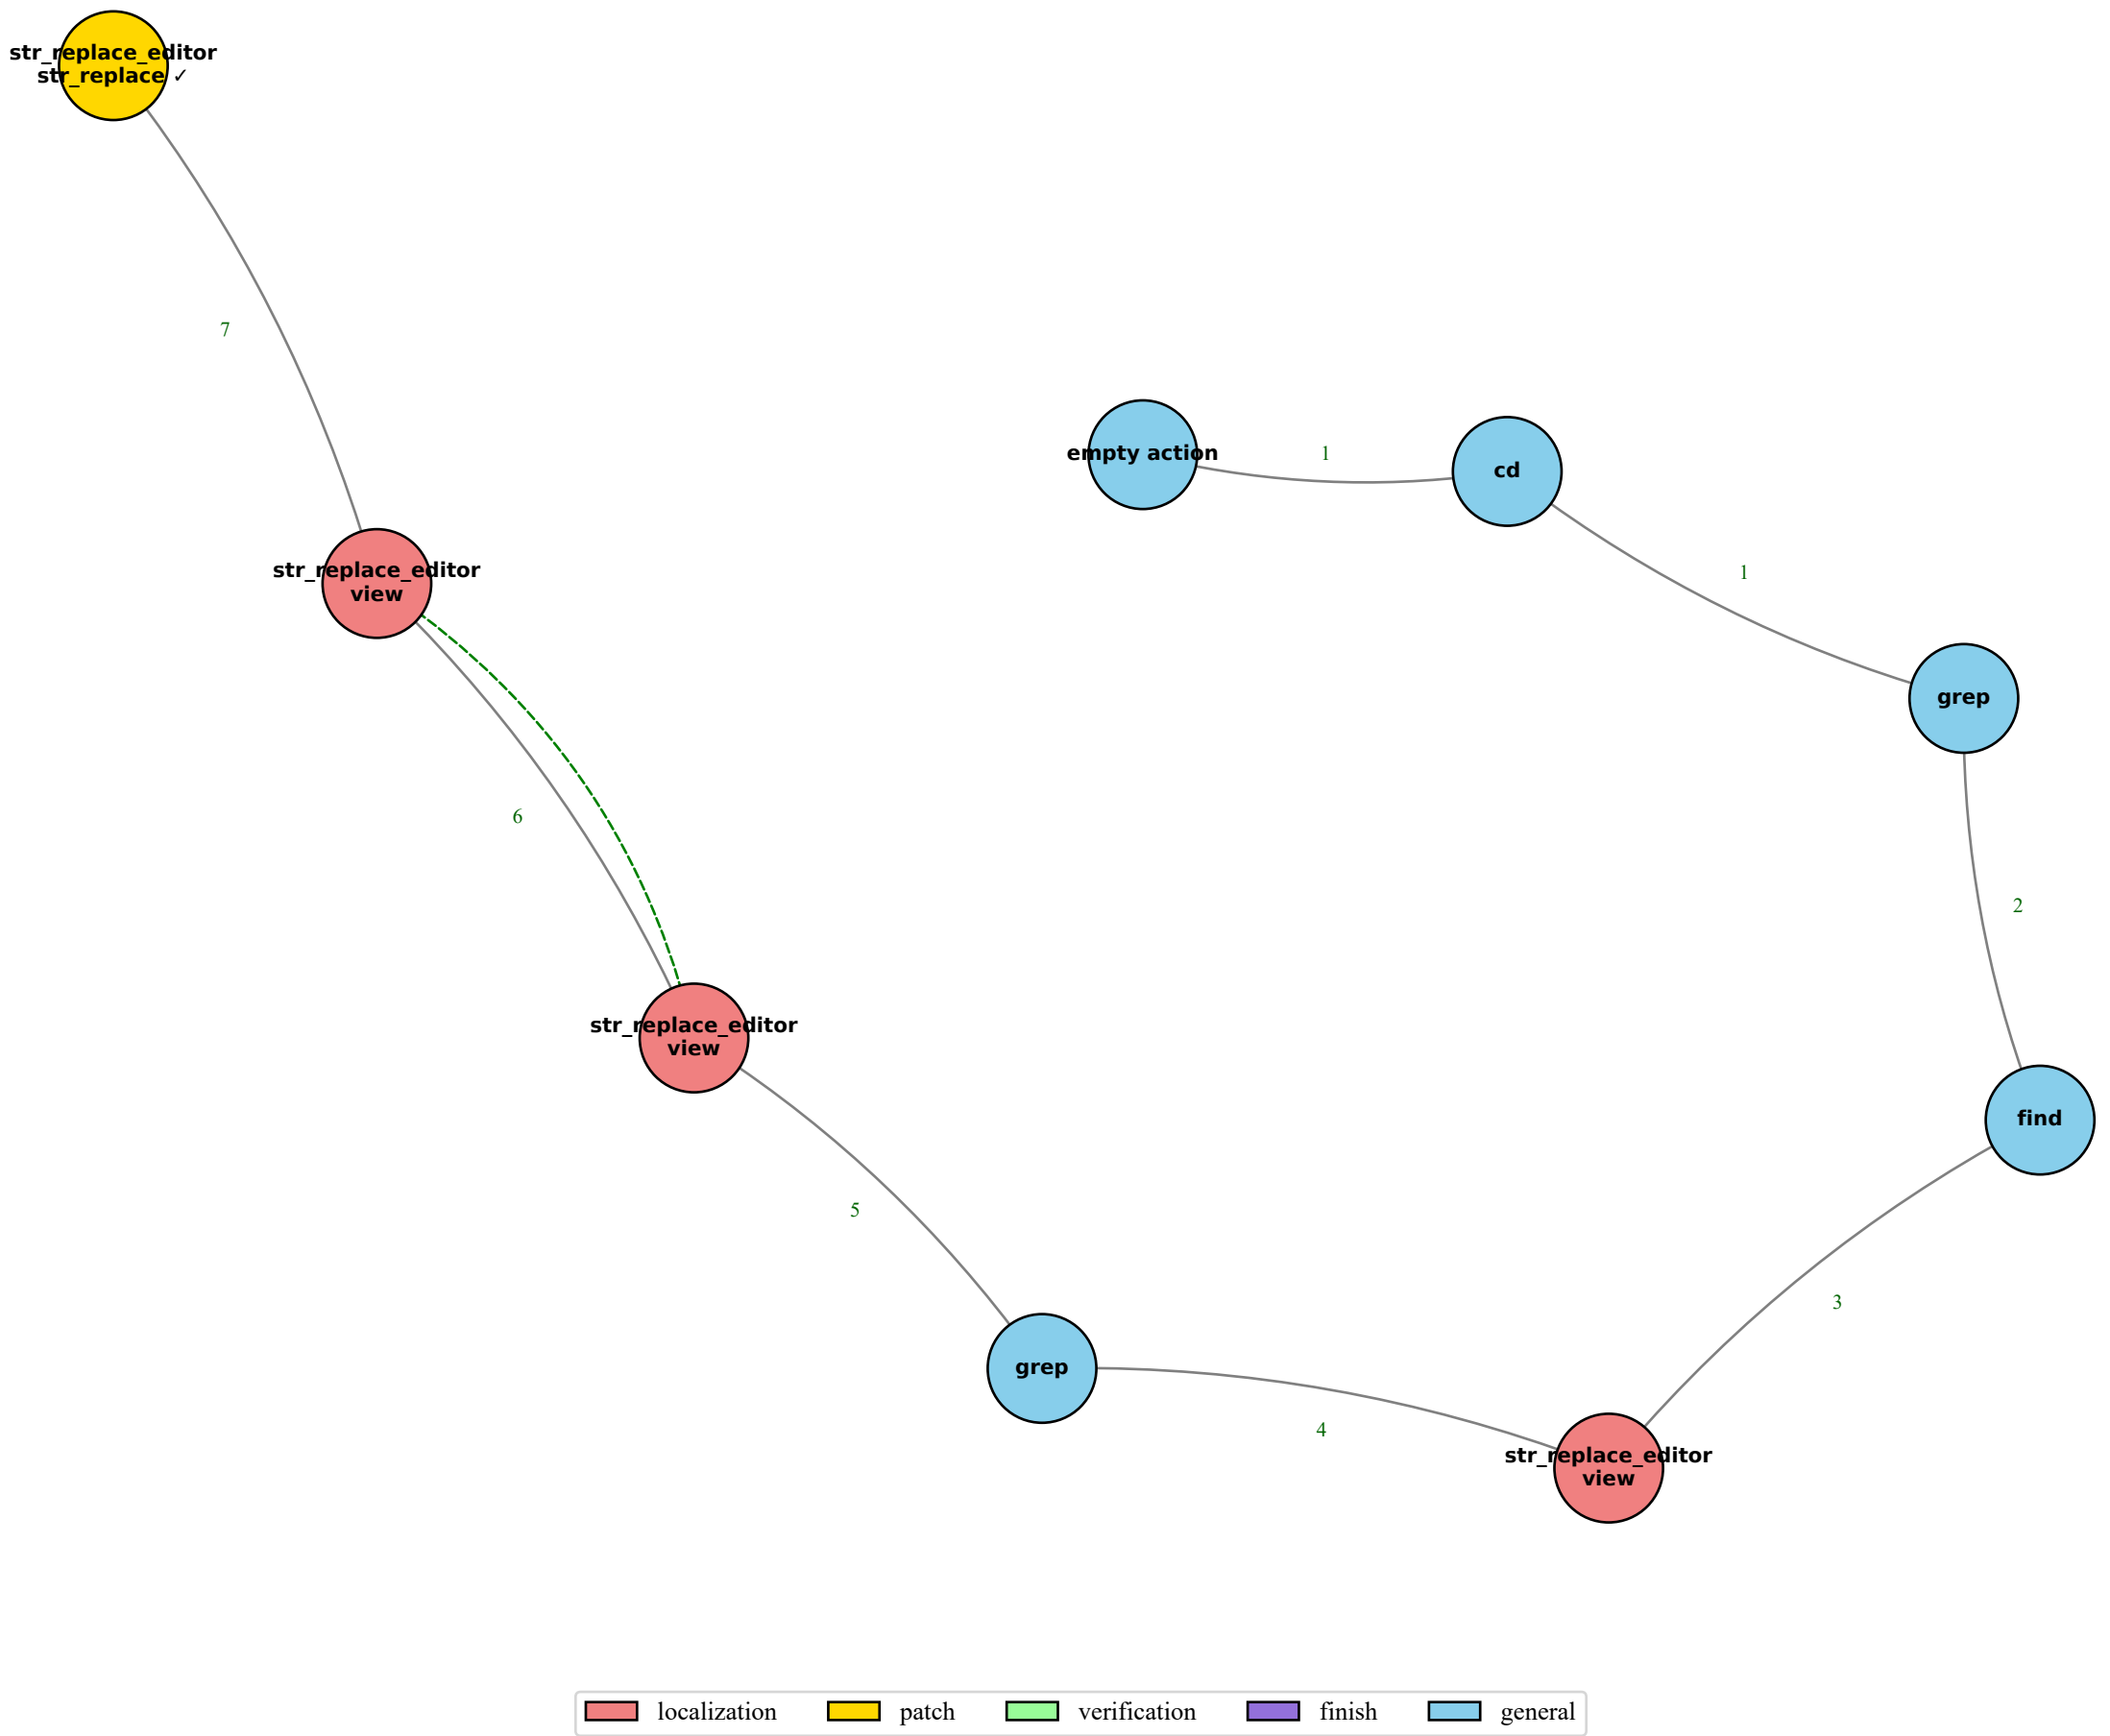 str_replace_editor
str_replace ✓
7
empty action
1
cd
1
str_replace_editor
view
grep
6
2
str_replace_editor
view
find
5
3
grep
4
str_replace_editor
view
localization
patch
verification
finish
general